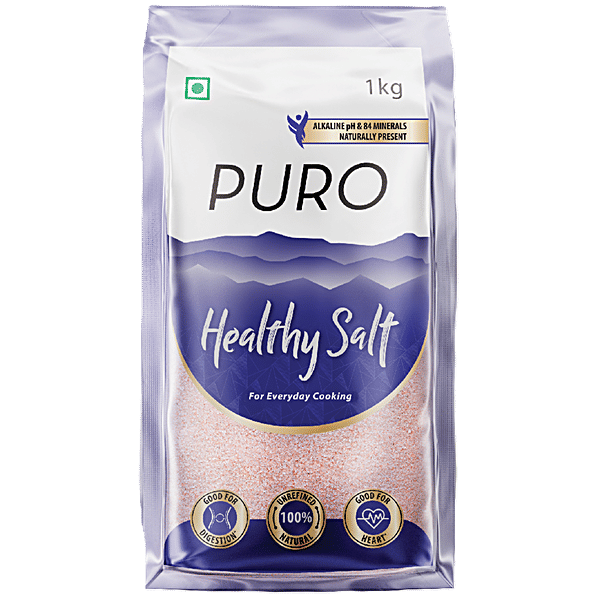 1kg
ALKALINE pH & 84 MINERALS
NATURALLY PRESENT
PURO
Healthy Salt
For Everyday Cooking
GOOD FOR
DIGESTION*
UNREFINED
100%
NATURAL
GOOD FOR
HEART*